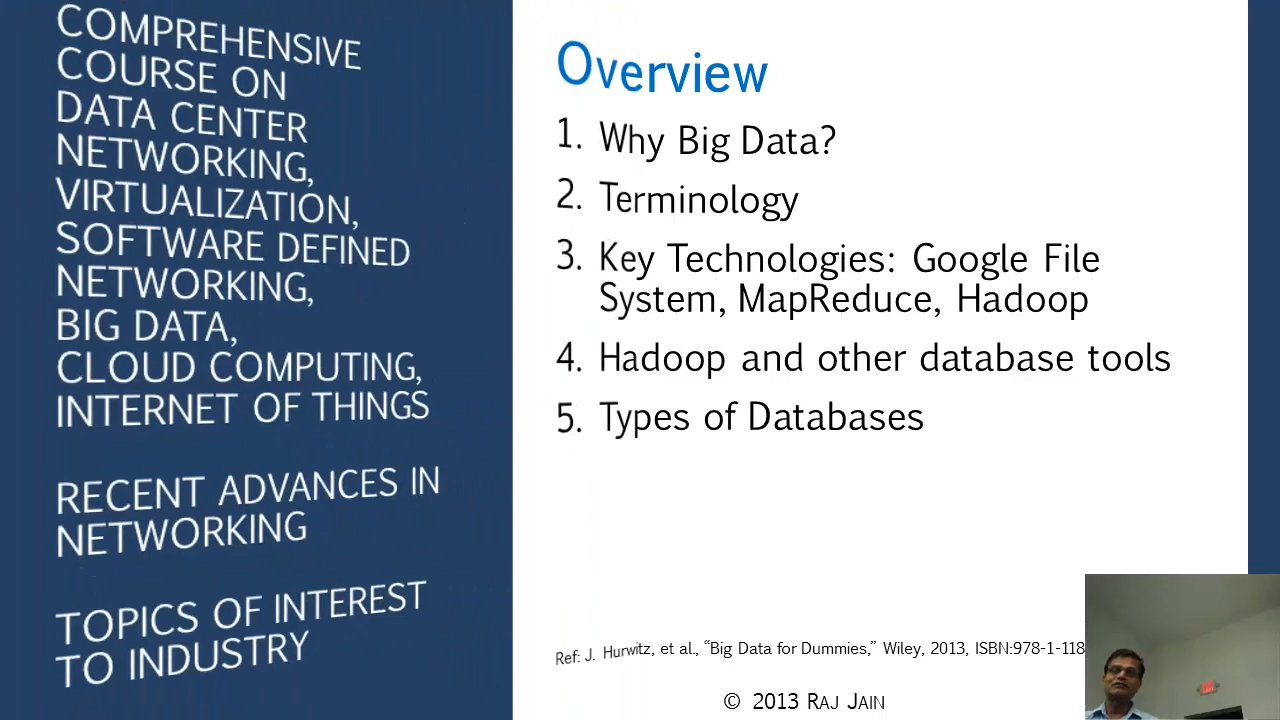 COMPREHENSIVE
COURSE ON
DATA CENTER
NETWORKING,
VIRTUALIZATION,
SOFTWARE DEFINED
NETWORKING,
BIG DATA,
CLOUD COMPUTING,
INTERNET OF THINGS
RECENT ADVANCES IN
NETWORKING
TOPICS OF INTEREST
TO INDUSTRY
Overview
1. Why Big Data?
2. Terminology
3. Key Technologies: Google File
System, MapReduce, Hadoop
4. Hadoop and other database tools
5. Types of Databases
Ref: J. Hurwitz, et al., “Big Data for Dummies,” Wiley, 2013, ISBN:978-1-118
© 2013 RAJ JAIN